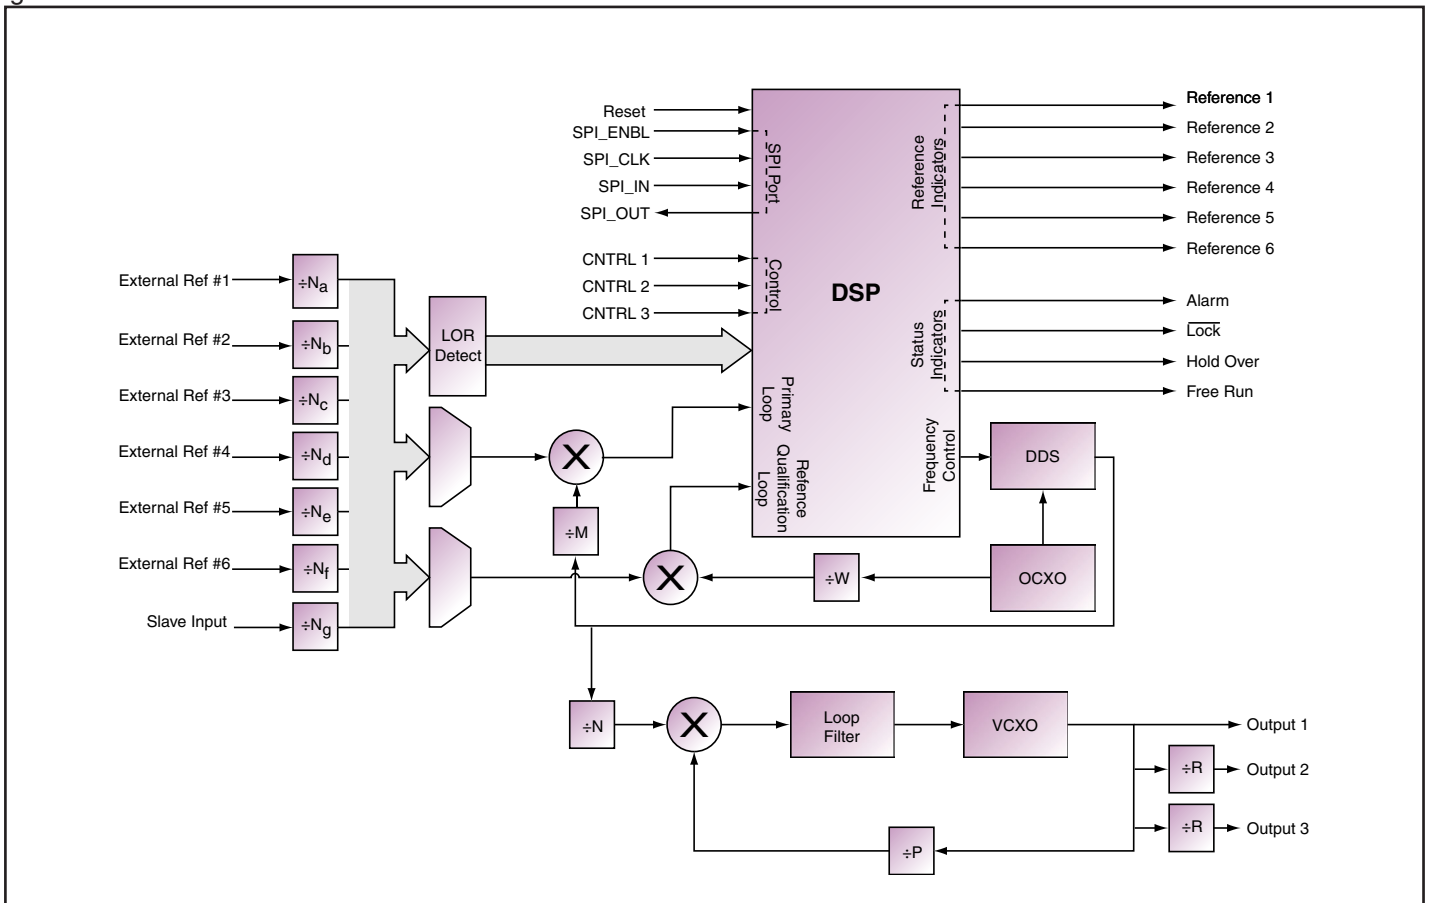 Reset
SPI_ENBL
SPI_CLK
SPI_IN
SPI_OUT
SPI Port
CNTRL 1
CNTRL 2
CNTRL 3
Control
DSP
Reference
Indicators
Reference 1
Reference 2
Reference 3
Reference 4
Reference 5
Reference 6
Status
Indicators
Alarm
Lock
Hold Over
Free Run
External Ref #1
÷Na
External Ref #2
÷Nb
External Ref #3
÷Nc
External Ref #4
÷Nd
External Ref #5
÷Ne
External Ref #6
÷Nf
Slave Input
÷Ng
LOR
Detect
Primary
Loop
Refence
Qualification
Loop
Frequency
Control
X
÷M
X
÷W
DDS
OCXO
÷N
X
Loop
Filter
VCXO
Output 1
÷R
Output 2
÷R
Output 3
÷P